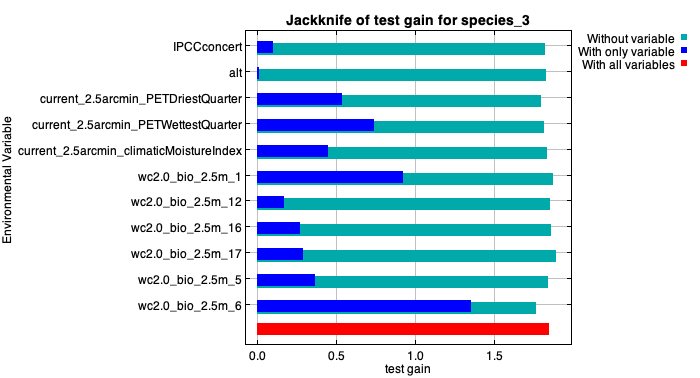 Jackknife of test gain for species_3
Without variable
With only variable
With all variables
Environmental Variable
IPCCconcert
alt
current_2.5arcmin_PETDriestQuarter
current_2.5arcmin_PETWettestQuarter
current_2.5arcmin_climaticMoistureIndex
wc2.0_bio_2.5m_1
wc2.0_bio_2.5m_12
wc2.0_bio_2.5m_16
wc2.0_bio_2.5m_17
wc2.0_bio_2.5m_5
wc2.0_bio_2.5m_6
0.0 0.5 1.0 1.5
test gain